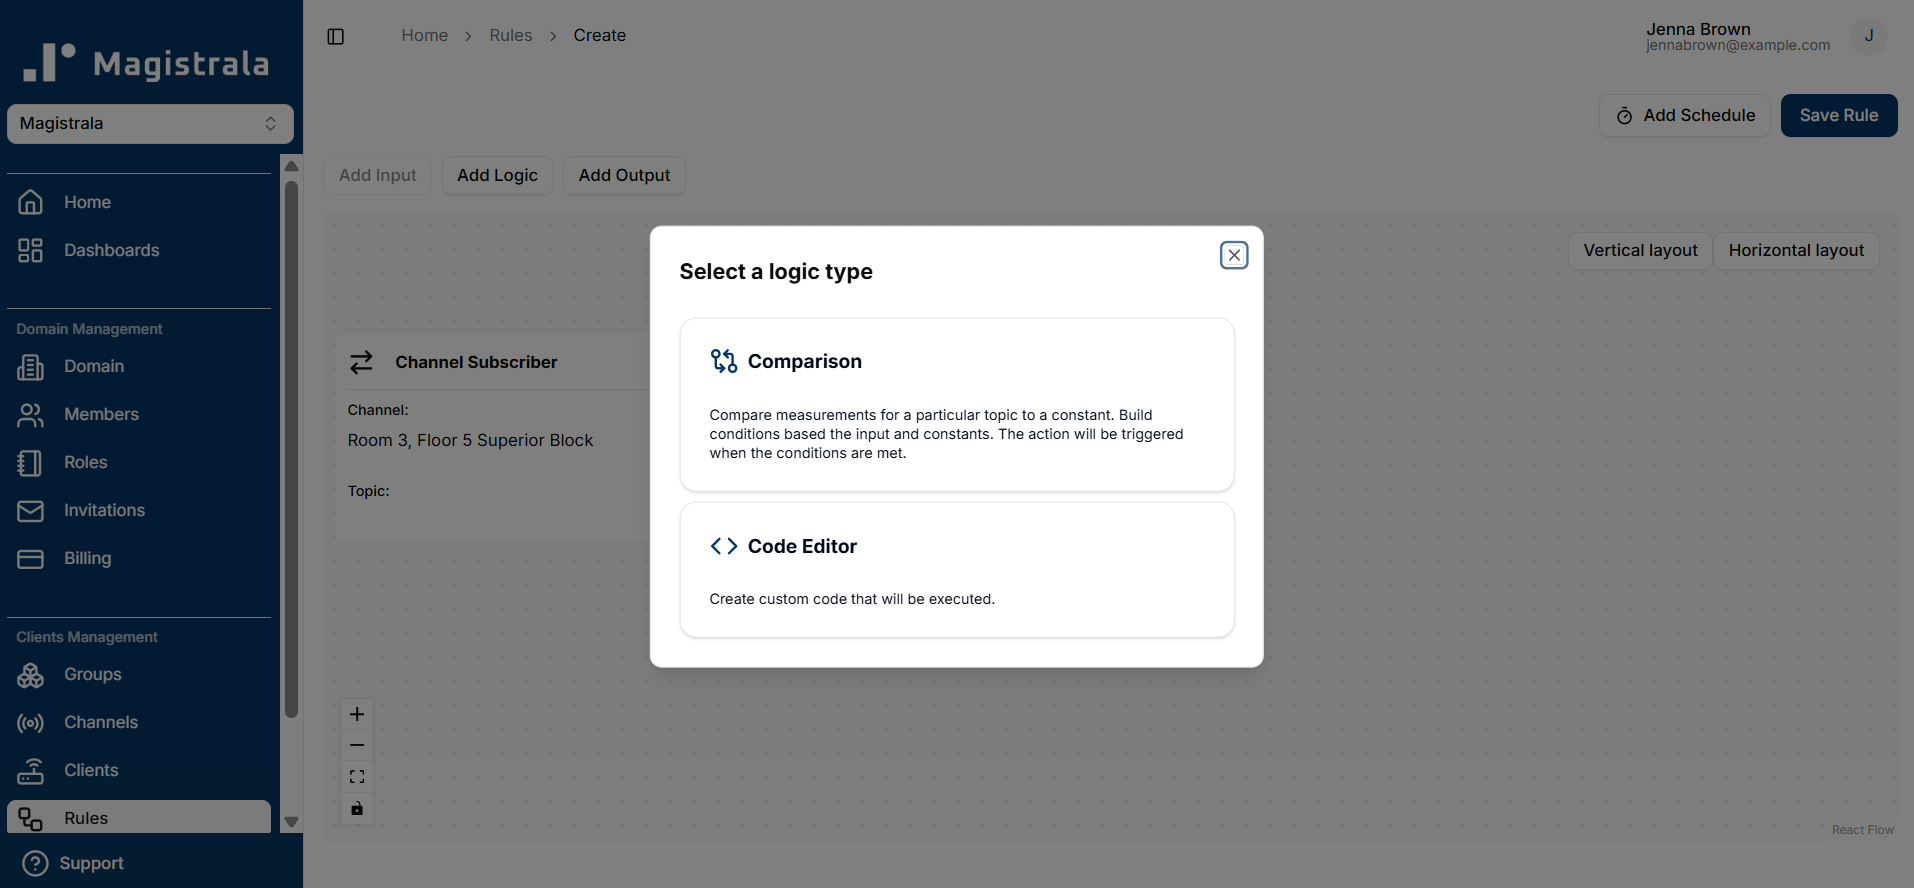 Magistrala
Magistrala
Home
Dashboards
Domain Management
Domain
Members
Roles
Invitations
Billing
Clients Management
Groups
Channels
Clients
Rules
Support
Home > Rules > Create
Jenna Brown
jennabrown@example.com
J
Add Schedule
Save Rule
Add Input
Add Logic
Add Output
Vertical layout
Horizontal layout
Channel Subscriber
Channel:
Room 3, Floor 5 Superior Block
Topic:
Select a logic type
Comparison
Compare measurements for a particular topic to a constant. Build
conditions based the input and constants. The action will be triggered
when the conditions are met.
Code Editor
Create custom code that will be executed.
React Flow